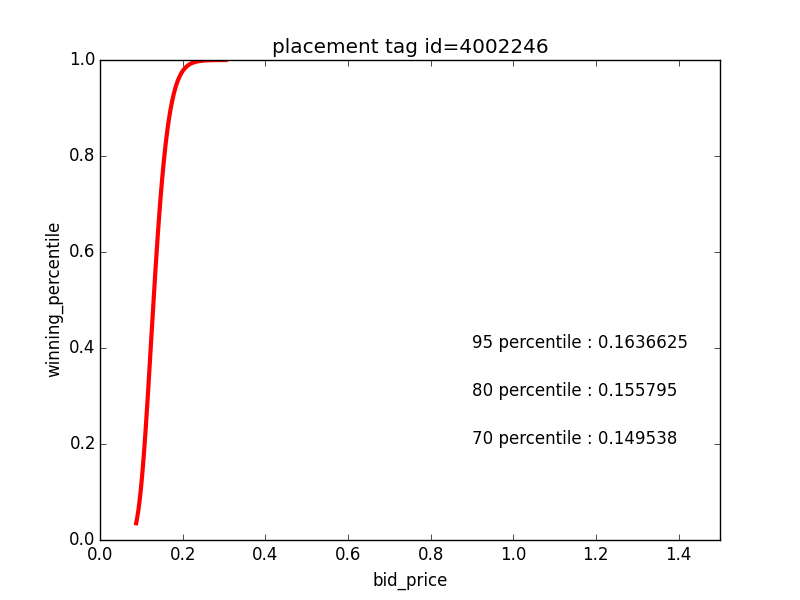 placement tag id=4002246
1.0
0.8
0.6
0.4
0.2
0.0
winning_percentile
95 percentile : 0.1636625
80 percentile : 0.155795
70 percentile : 0.149538
0.0 0.2 0.4 0.6 0.8 1.0 1.2 1.4
bid_price